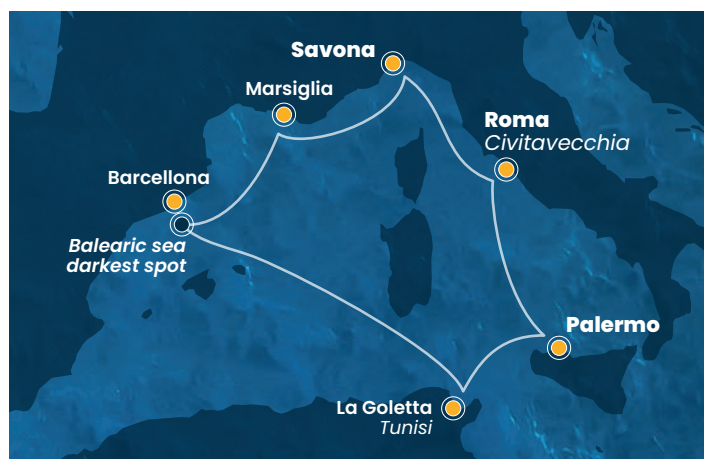 Savona
Marsiglia
Roma
Civitavecchia
Barcellona
Balearic sea
darkest spot
Palermo
La Goletta
Tunisi